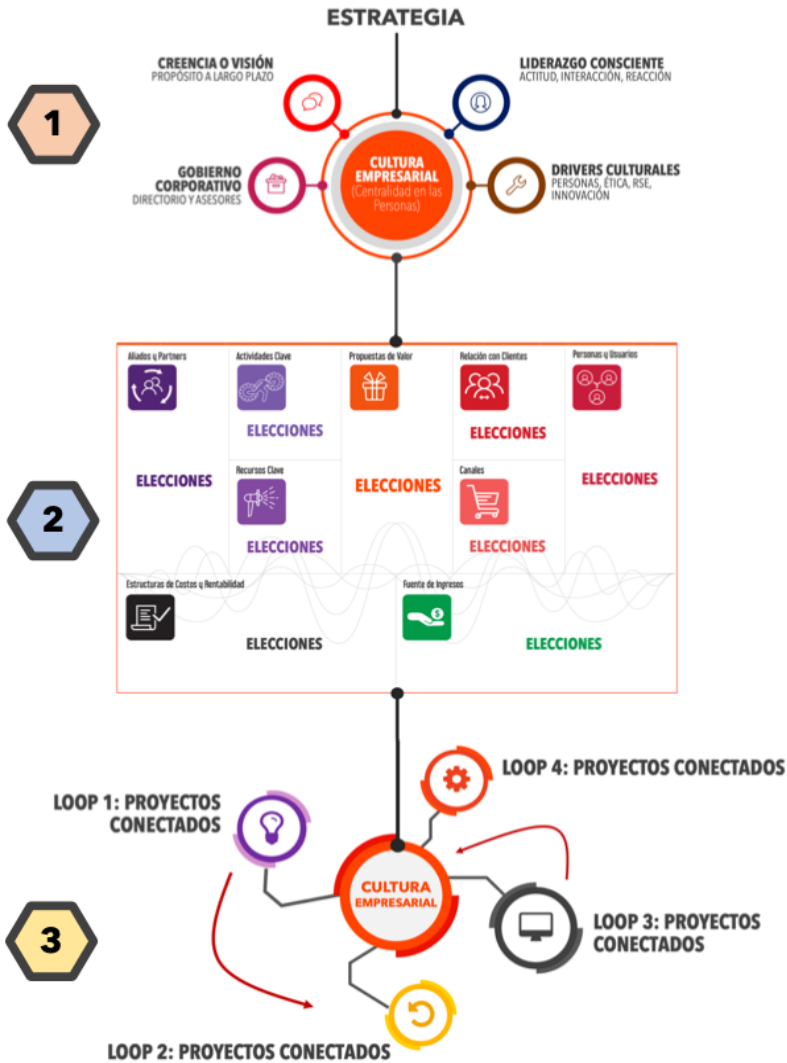 ESTRATEGIA
CREENCIA O VISIÓN
PROPÓSITO A LARGO PLAZO
LIDERAZGO CONSCIENTE
ACTITUD, INTERACCIÓN, REACCIÓN
1
GOBIERNO
CORPORATIVO
DIRECTORIO Y ASESORES
CULTURA
EMPRESARIAL
(Centralidad en las
Personas)
DRIVERS CULTURALES
PERSONAS, ÉTICA, RSE,
INNOVACIÓN
2
Aliados y Partners
ELECCIONES
Actividades Clave
ELECCIONES
Recursos Clave
ELECCIONES
Propuestas de Valor
ELECCIONES
Relación con Clientes
ELECCIONES
Canales
ELECCIONES
Personas y Usuarios
ELECCIONES
Estructuras de Costos y Rentabilidad
ELECCIONES
Fuente de Ingresos
$
ELECCIONES
3
LOOP 1: PROYECTOS
CONECTADOS
LOOP 4: PROYECTOS CONECTADOS
CULTURA
EMPRESARIAL
LOOP 3: PROYECTOS
CONECTADOS
LOOP 2: PROYECTOS CONECTADOS